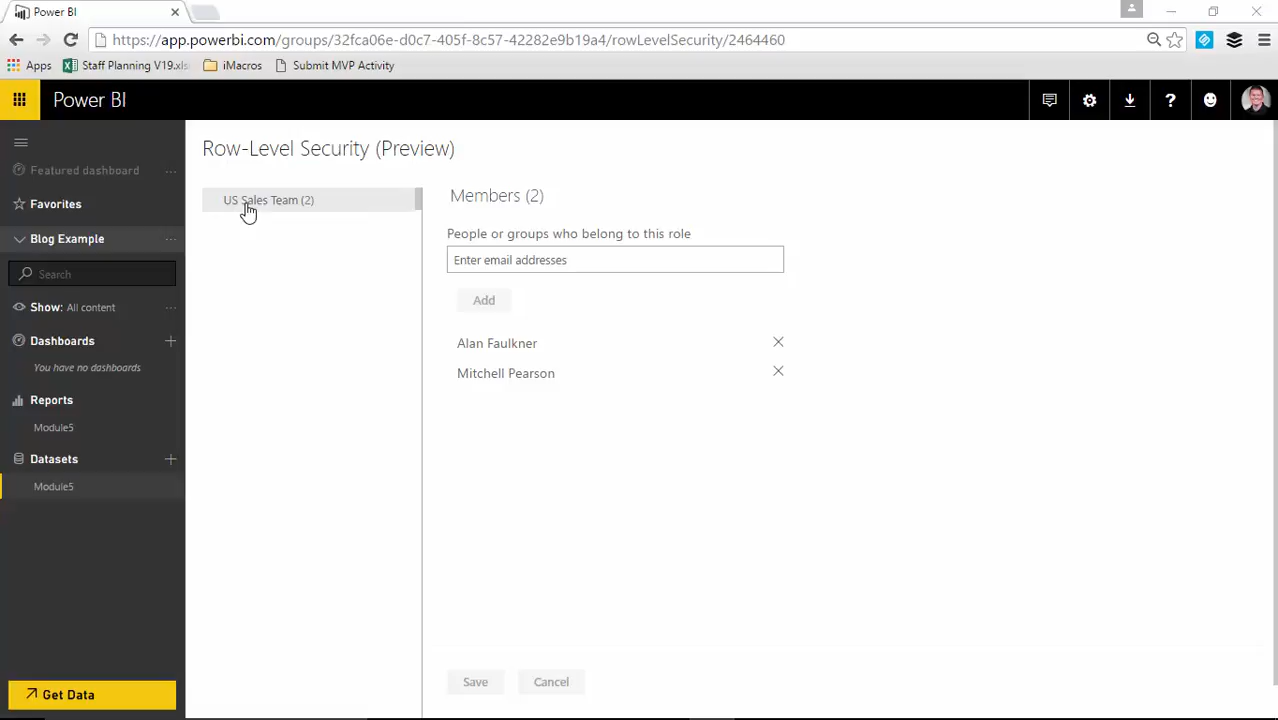 Power BI
https://app.powerbi.com/groups/32fca06e-d0c7-405f-8c57-42282e9b19a4/rowLevelSecurity/2464460
Apps Staff Planning V19.xls iMacros Submit MVP Activity
Power BI
Featured dashboard
Favorites
Blog Example
Search
Show: All content
Dashboards
You have no dashboards
Reports
Module5
Datasets
Module5
Get Data
Row-Level Security (Preview)
US Sales Team (2)
Members (2)
People or groups who belong to this role
Enter email addresses
Add
Alan Faulkner
Mitchell Pearson
Save Cancel